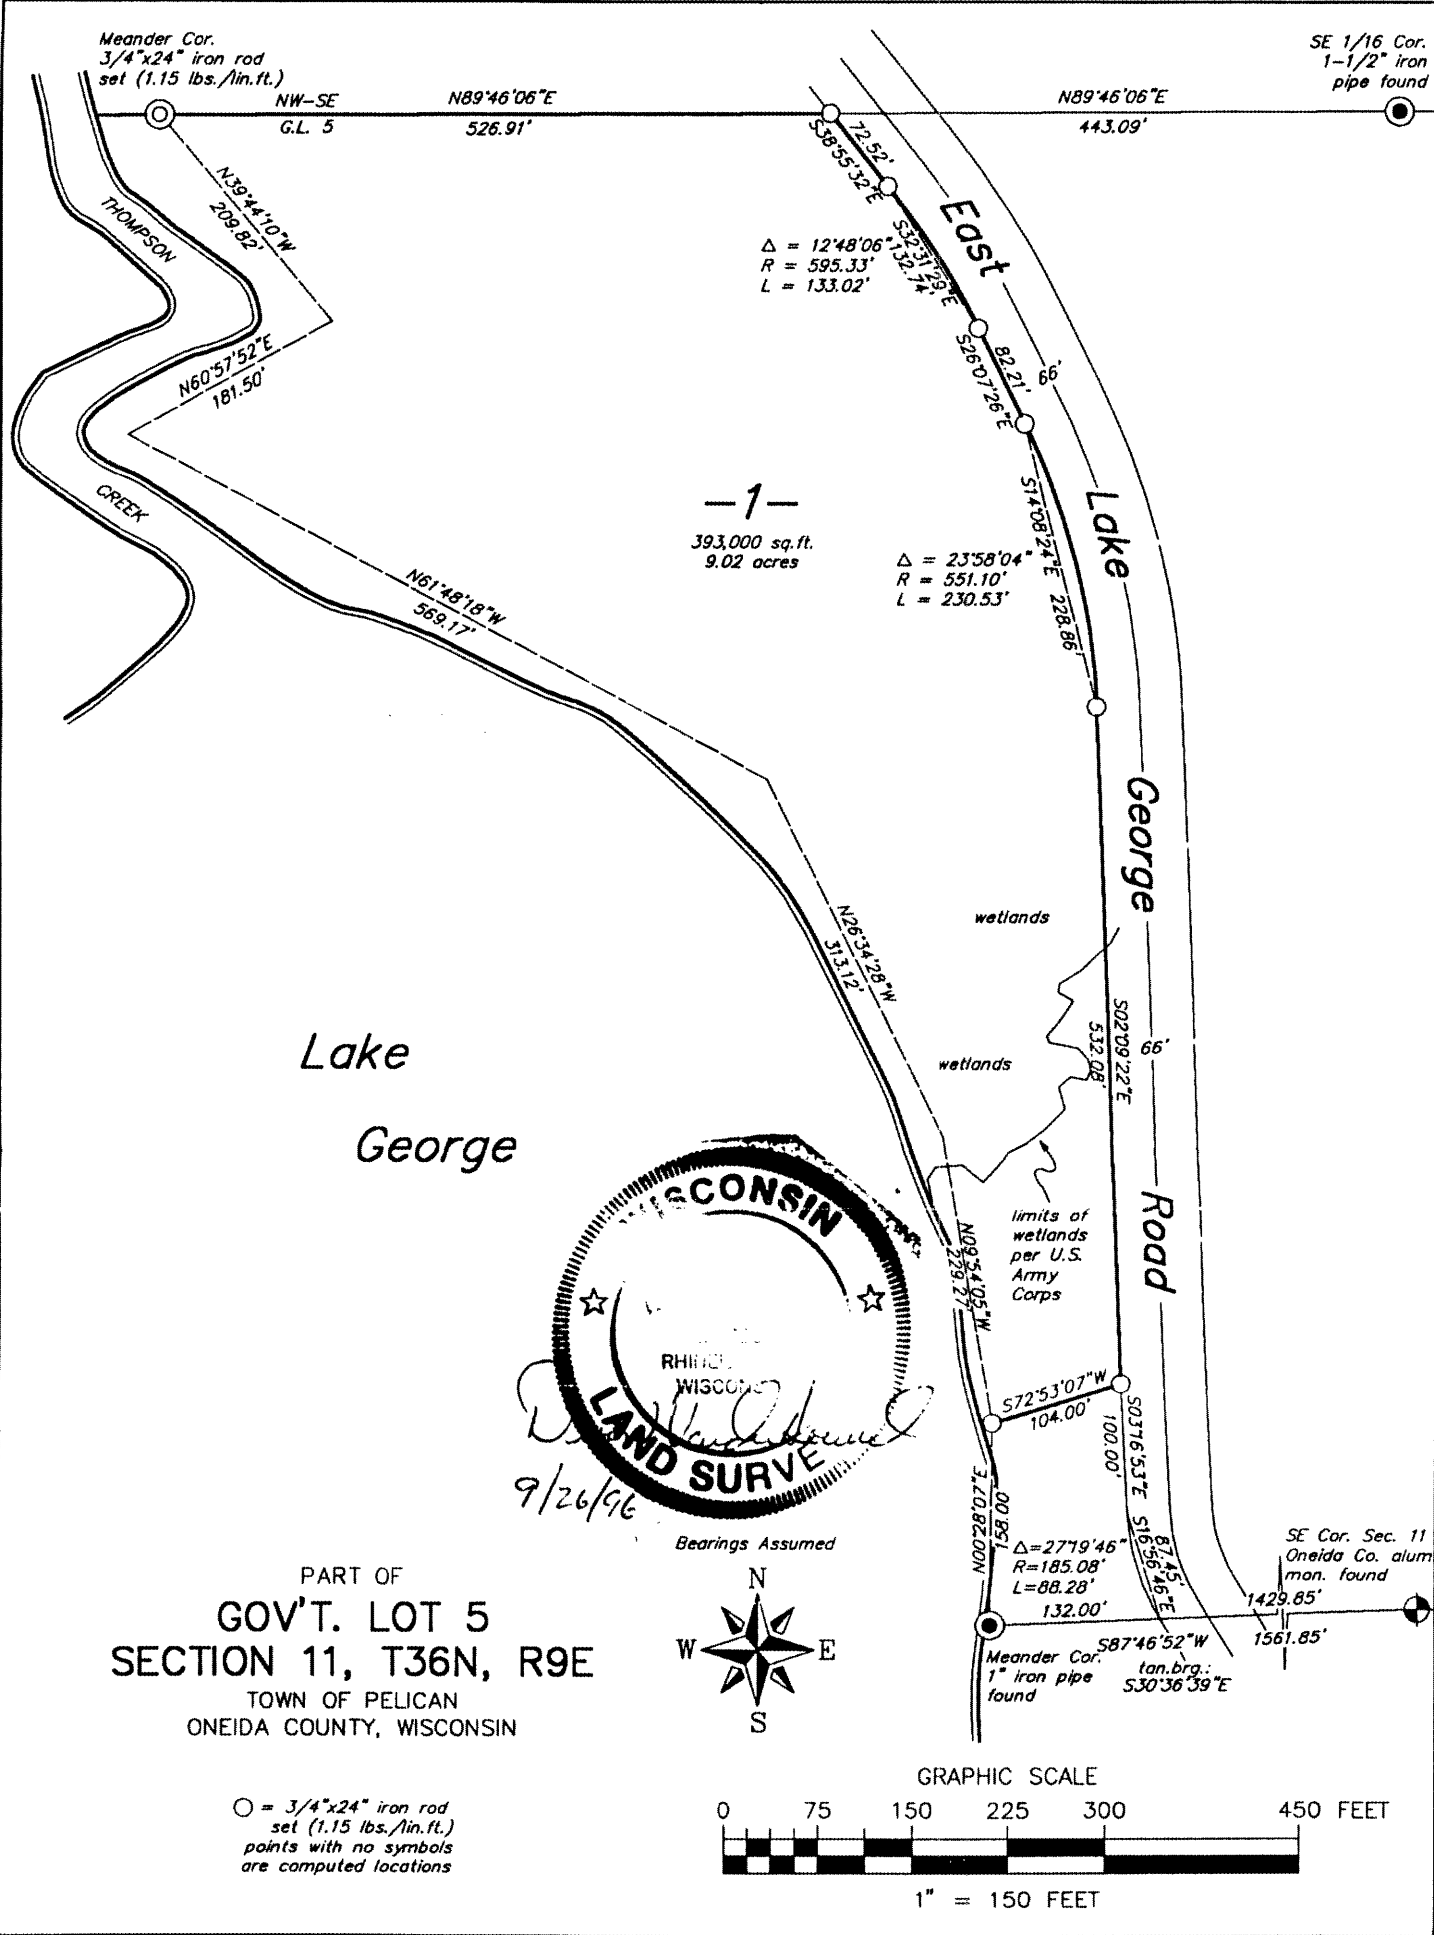 Meander Cor.
3/4"x24" iron rod
set (1.15 lbs./lin.ft.)
SE 1/16 Cor.
1-1/2" iron
pipe found
NW-SE
G.L. 5
N89°46'06"E
526.91'
N89°46'06"E
443.09'
S38°55'32"E
72.52'
N39°44'10"W
209.82'
THOMPSON
CREEK
N60°57'52"E
181.50'
Δ = 12°48'06"
R = 595.33'
L = 133.02'
S32°31'29"E
132.74'
S26°07'26"E
82.21'
66'
East
Lake
George
Road
-1-
393,000 sq.ft.
9.02 acres
Δ = 23°58'04"
R = 551.10'
L = 230.53'
S14°08'24"E 228.86'
N61°48'18"W
569.17'
N26°34'28"W
313.12'
wetlands
wetlands
S02°09'22"E
532.08'
66'
Lake
George
limits of
wetlands
per U.S.
Army
Corps
N09°54'05"W
229.27'
WISCONSIN
LAND SURVE
9/26/96
S72°53'07"W
104.00'
S03°16'53"E
100.00'
N00°28'07"E
158.00'
S16°56'46"E
87.45'
Δ=27°19'46"
R=185.08'
L=88.28'
132.00'
SE Cor. Sec. 11
Oneida Co. alum
mon. found
1429.85'
1561.85'
S87°46'52"W
tan.brg.:
S30°36'39"E
Meander Cor.
1" iron pipe
found
Bearings Assumed
N
W E
S
PART OF
GOV'T. LOT 5
SECTION 11, T36N, R9E
TOWN OF PELICAN
ONEIDA COUNTY, WISCONSIN
○ = 3/4"x24" iron rod
set (1.15 lbs./lin.ft.)
points with no symbols
are computed locations
GRAPHIC SCALE
0 75 150 225 300 450 FEET
1" = 150 FEET